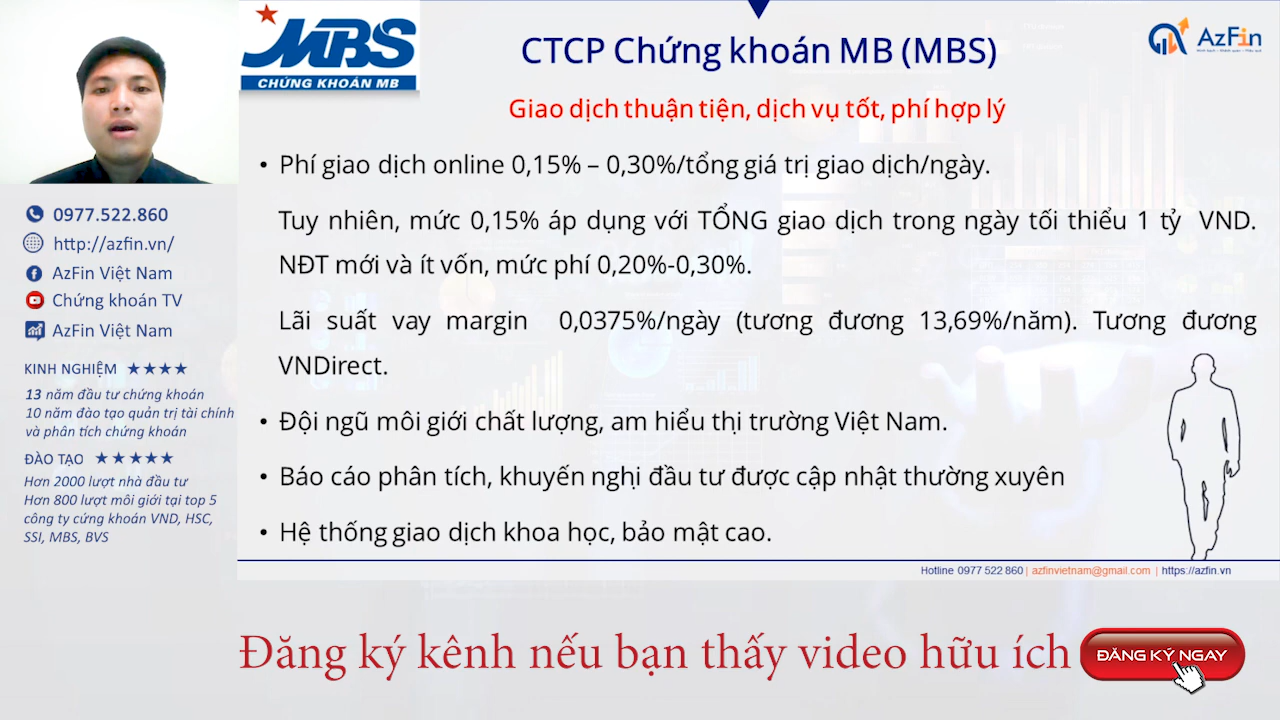 MBS
CHỨNG KHOÁN MB
CTCP Chứng khoán MB (MBS)
AzFin
Giao dịch thuận tiện, dịch vụ tốt, phí hợp lý
• Phí giao dịch online 0,15% – 0,30%/tổng giá trị giao dịch/ngày.
Tuy nhiên, mức 0,15% áp dụng với TỔNG giao dịch trong ngày tối thiểu 1 tỷ VND.
NĐT mới và ít vốn, mức phí 0,20%-0,30%.
Lãi suất vay margin 0,0375%/ngày (tương đương 13,69%/năm). Tương đương
VNDirect.
• Đội ngũ môi giới chất lượng, am hiểu thị trường Việt Nam.
• Báo cáo phân tích, khuyến nghị đầu tư được cập nhật thường xuyên
• Hệ thống giao dịch khoa học, bảo mật cao.
Hotline 0977 522 860 | azfinvietnam@gmail.com | https://azfin.vn
0977.522.860
http://azfin.vn/
AzFin Việt Nam
Chứng khoán TV
AzFin Việt Nam
KINH NGHIỆM ★★★★
13 năm đầu tư chứng khoán
10 năm đào tạo quản trị tài chính
và phân tích chứng khoán
ĐÀO TẠO ★★★★★
Hơn 2000 lượt nhà đầu tư
Hơn 800 lượt môi giới tại top 5
công ty cứng khoán VND, HSC,
SSI, MBS, BVS
Đăng ký kênh nếu bạn thấy video hữu ích
ĐĂNG KÝ NGAY